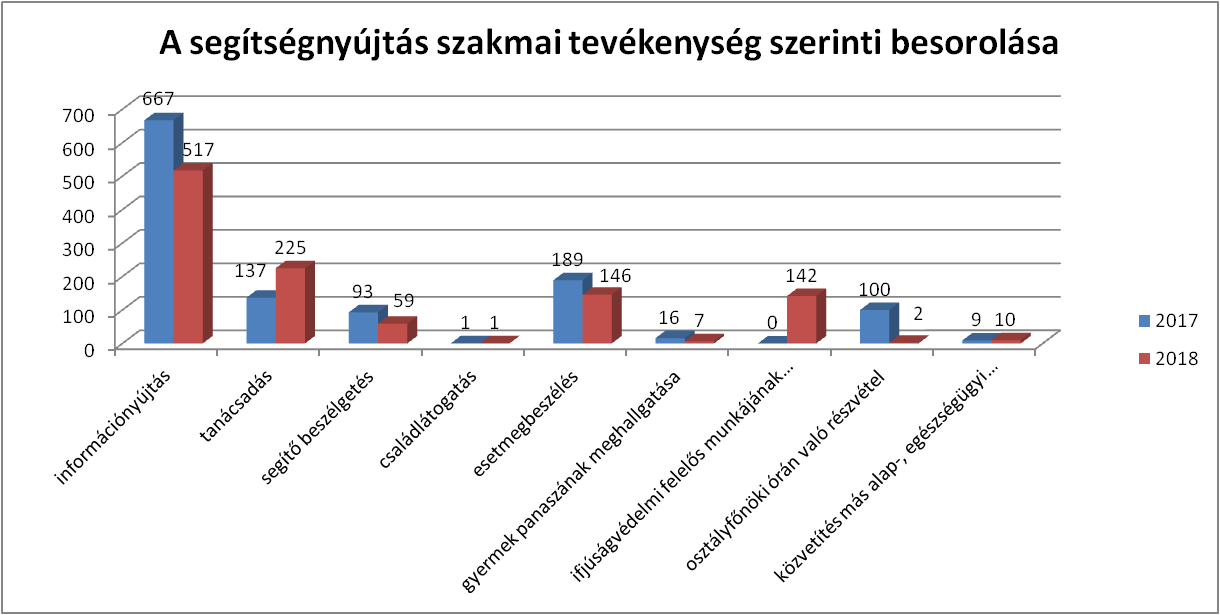 A segítségnyújtás szakmai tevékenység szerinti besorolása
700
600
500
400
300
200
100
0
667
517
137
225
93
59
1
1
189
146
16
7
0
142
100
2
9
10
információnyújtás
tanácsadás
segítő beszélgetés
családlátogatás
esetmegbeszélés
gyermek panaszának meghallgatása
ifjúságvédelmi felelős munkájának...
osztályfőnöki órán való részvétel
közvetítés más alap-, egészségügyi...
2017
2018